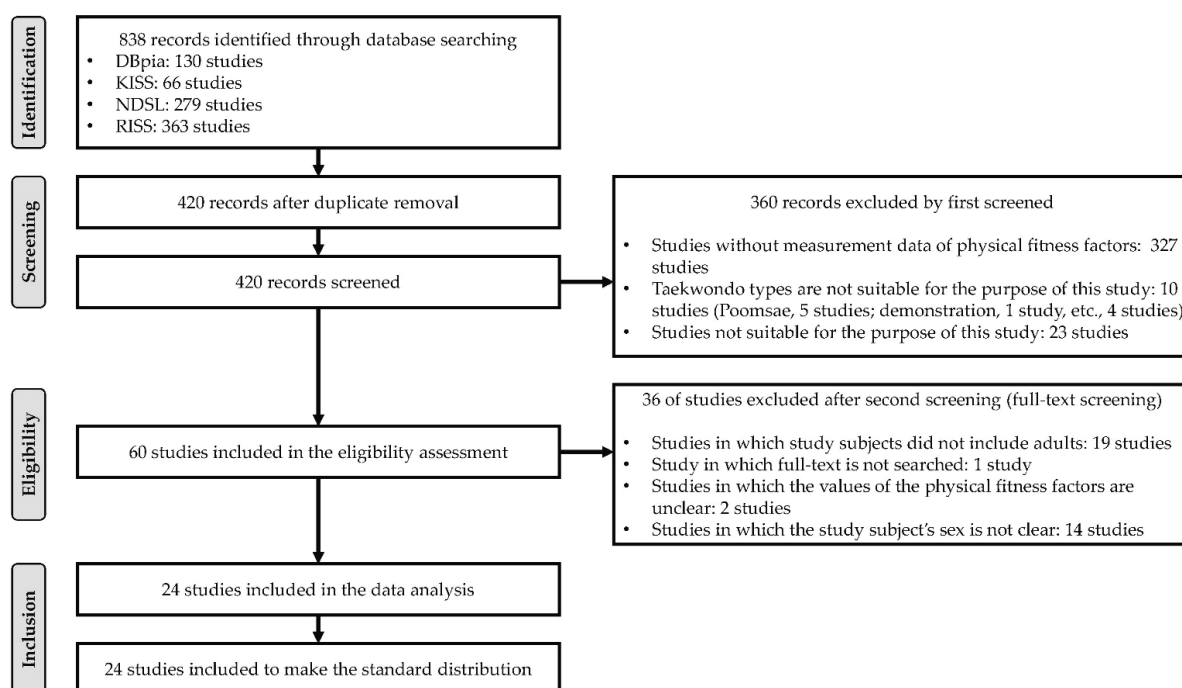 Identification
838 records identified through database searching
• DBpia: 130 studies
• KISS: 66 studies
• NDSL: 279 studies
• RISS: 363 studies
Screening
420 records after duplicate removal
420 records screened
360 records excluded by first screened
• Studies without measurement data of physical fitness factors: 327
studies
• Taekwondo types are not suitable for the purpose of this study: 10
studies (Poomsae, 5 studies; demonstration, 1 study, etc., 4 studies)
• Studies not suitable for the purpose of this study: 23 studies
Eligibility
60 studies included in the eligibility assessment
36 of studies excluded after second screening (full-text screening)
• Studies in which study subjects did not include adults: 19 studies
• Study in which full-text is not searched: 1 study
• Studies in which the values of the physical fitness factors are
unclear: 2 studies
• Studies in which the study subject's sex is not clear: 14 studies
Inclusion
24 studies included in the data analysis
24 studies included to make the standard distribution